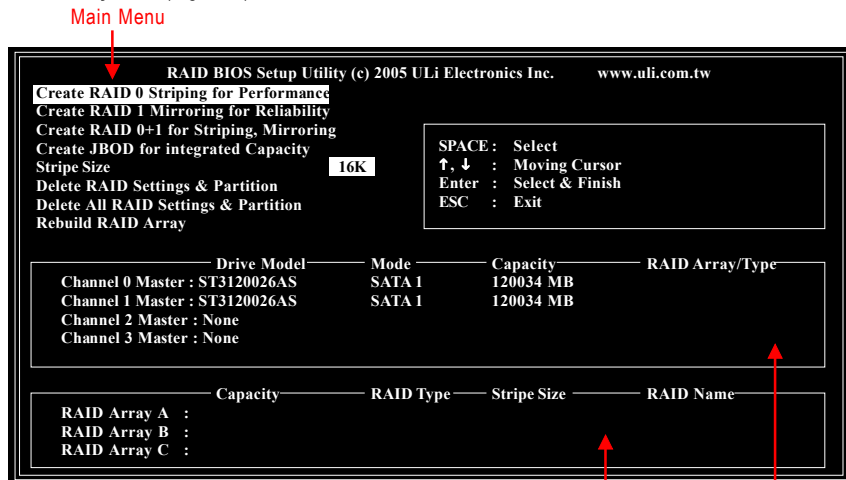 Main Menu
RAID BIOS Setup Utility (c) 2005 ULi Electronics Inc. www.uli.com.tw
Create RAID 0 Striping for Performance
Create RAID 1 Mirroring for Reliability
Create RAID 0+1 for Striping, Mirroring
Create JBOD for integrated Capacity
Stripe Size 16K
Delete RAID Settings & Partition
Delete All RAID Settings & Partition
Rebuild RAID Array
SPACE : Select
↑, ↓ : Moving Cursor
Enter : Select & Finish
ESC : Exit
Drive Model Mode Capacity RAID Array/Type
Channel 0 Master : ST3120026AS SATA 1 120034 MB
Channel 1 Master : ST3120026AS SATA 1 120034 MB
Channel 2 Master : None
Channel 3 Master : None
Capacity RAID Type Stripe Size RAID Name
RAID Array A :
RAID Array B :
RAID Array C :